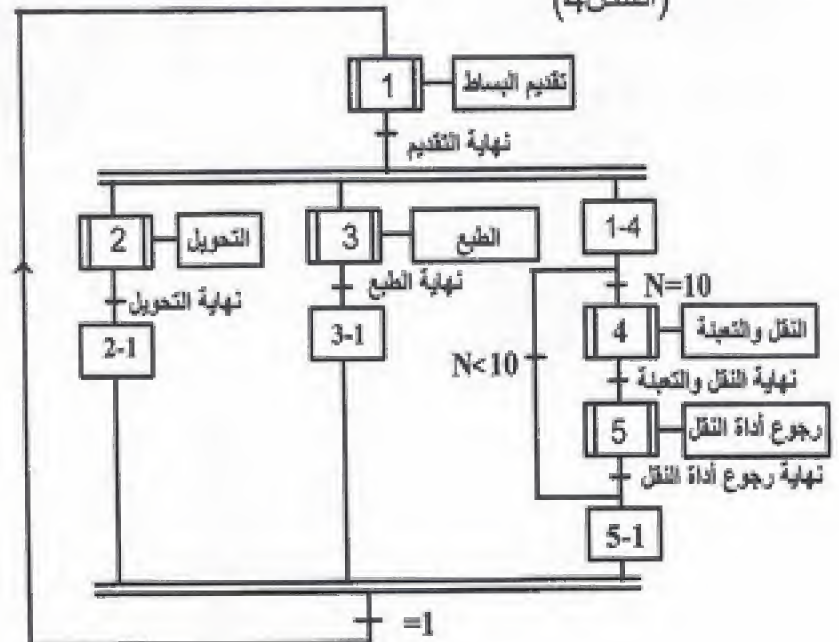 1
تقديم البساط
نهاية التقديم
2
التحويل
3
الطبع
1-4
نهاية التحويل
نهاية الطبع
N=10
2-1
3-1
4
النقل والتعبئة
N<10
نهاية النقل والتعبئة
5
رجوع أداة النقل
نهاية رجوع أداة النقل
5-1
=1